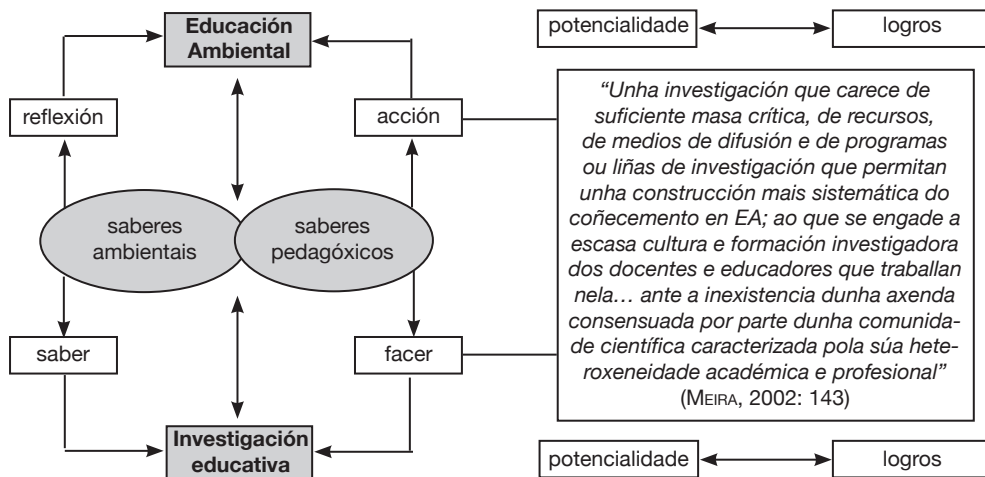 Educación
Ambiental
potencialidade
logros
reflexión
acción
“Unha investigación que carece de
suficiente masa crítica, de recursos,
de medios de difusión e de programas
ou liñas de investigación que permitan
unha construcción mais sistemática do
coñecemento en EA; ao que se engade a
escasa cultura e formación investigadora
dos docentes e educadores que traballan
nela… ante a inexistencia dunha axenda
consensuada por parte dunha comunida-
de científica caracterizada pola súa hete-
roxeneidade académica e profesional”
(MEIRA, 2002: 143)
saberes
ambientais
saberes
pedagóxicos
saber
facer
Investigación
educativa
potencialidade
logros